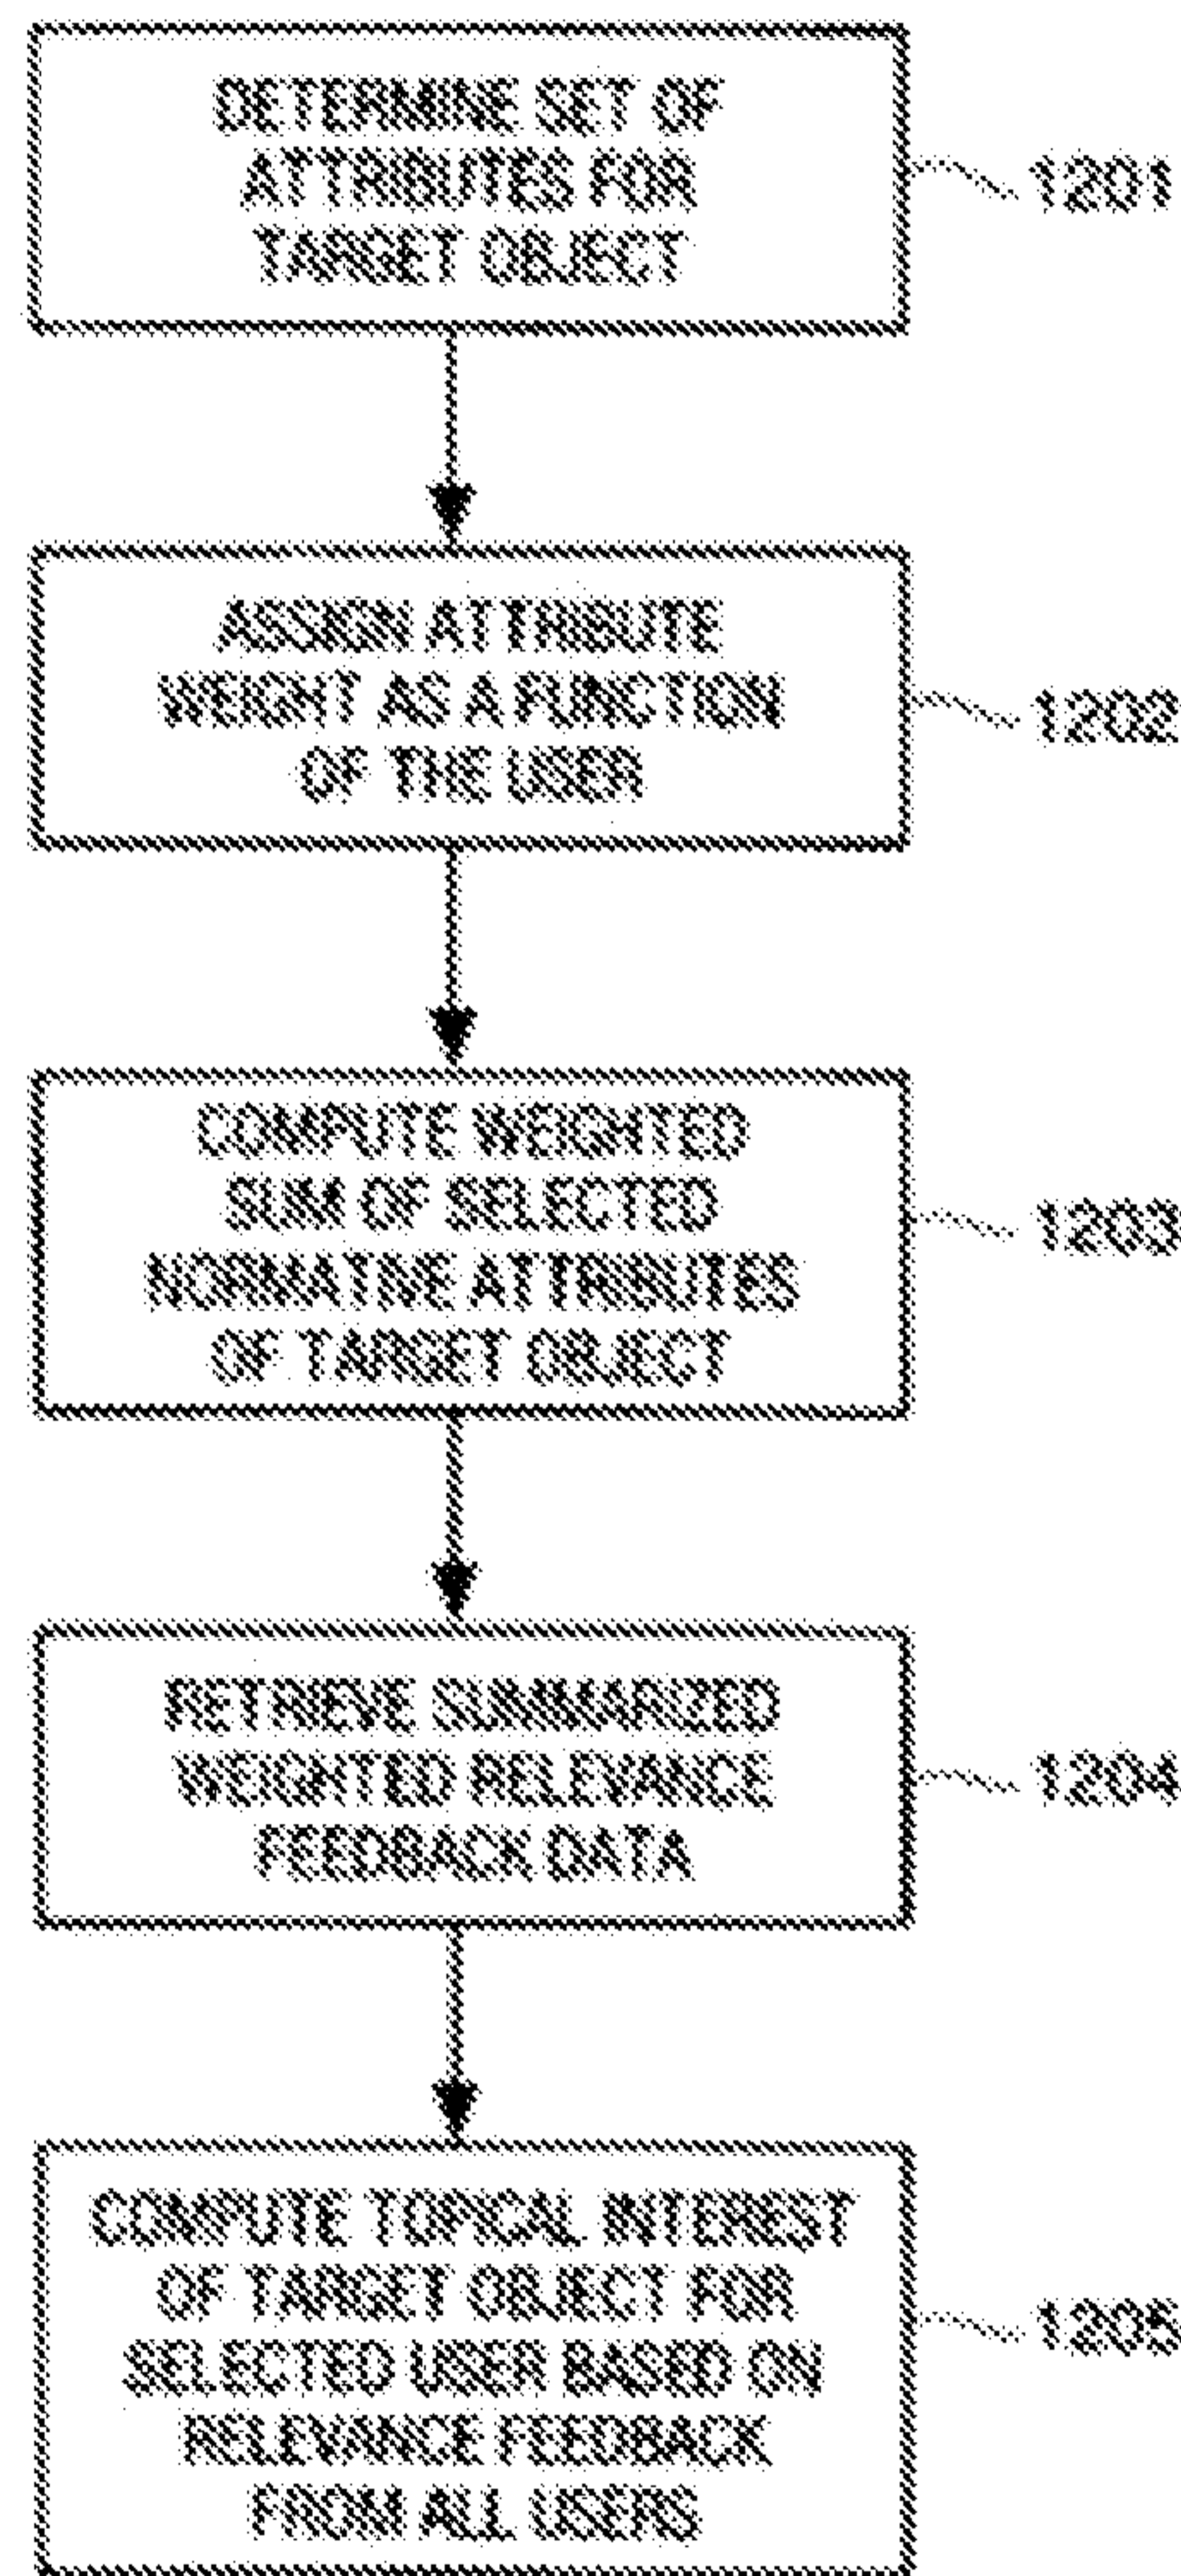 DETERMINE SET OF
ATTRIBUTES FOR
TARGET OBJECT
1201
ASSIGN ATTRIBUTE
WEIGHT AS A FUNCTION
OF THE USER
1202
COMPUTE WEIGHTED
SUM OF SELECTED
NORMATIVE ATTRIBUTES
OF TARGET OBJECT
1203
RETRIEVE SUMMARIZED
WEIGHTED RELEVANCE
FEEDBACK DATA
1204
COMPUTE TOPICAL INTEREST
OF TARGET OBJECT FOR
SELECTED USER BASED ON
RELEVANCE FEEDBACK
FROM ALL USERS
1205